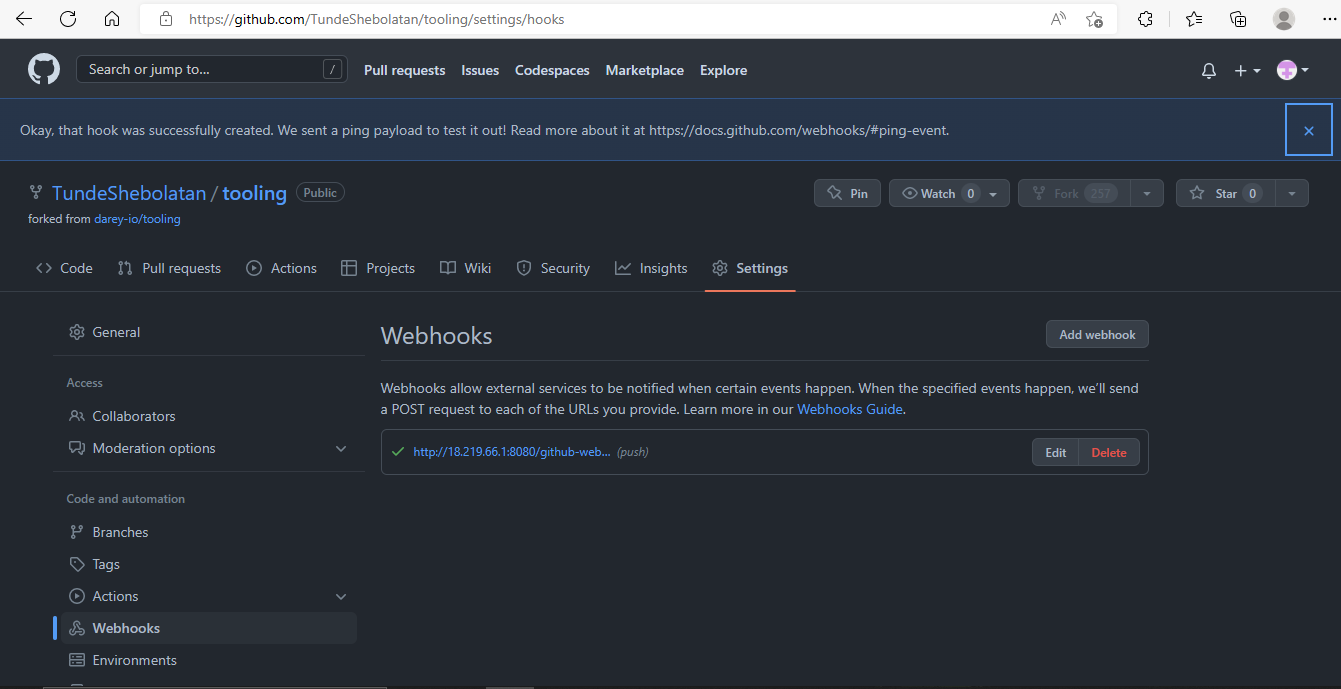 https://github.com/TundeShebolatan/tooling/settings/hooks
Search or jump to... / Pull requests Issues Codespaces Marketplace Explore
Okay, that hook was successfully created. We sent a ping payload to test it out! Read more about it at https://docs.github.com/webhooks/#ping-event.
TundeShebolatan / tooling Public Pin Watch 0 Fork 257 Star 0
forked from darey-io/tooling
Code Pull requests Actions Projects Wiki Security Insights Settings
General
Access
Collaborators
Moderation options
Code and automation
Branches
Tags
Actions
Webhooks
Environments
Webhooks Add webhook
Webhooks allow external services to be notified when certain events happen. When the specified events happen, we'll send
a POST request to each of the URLs you provide. Learn more in our Webhooks Guide.
http://18.219.66.1:8080/github-web... (push) Edit Delete